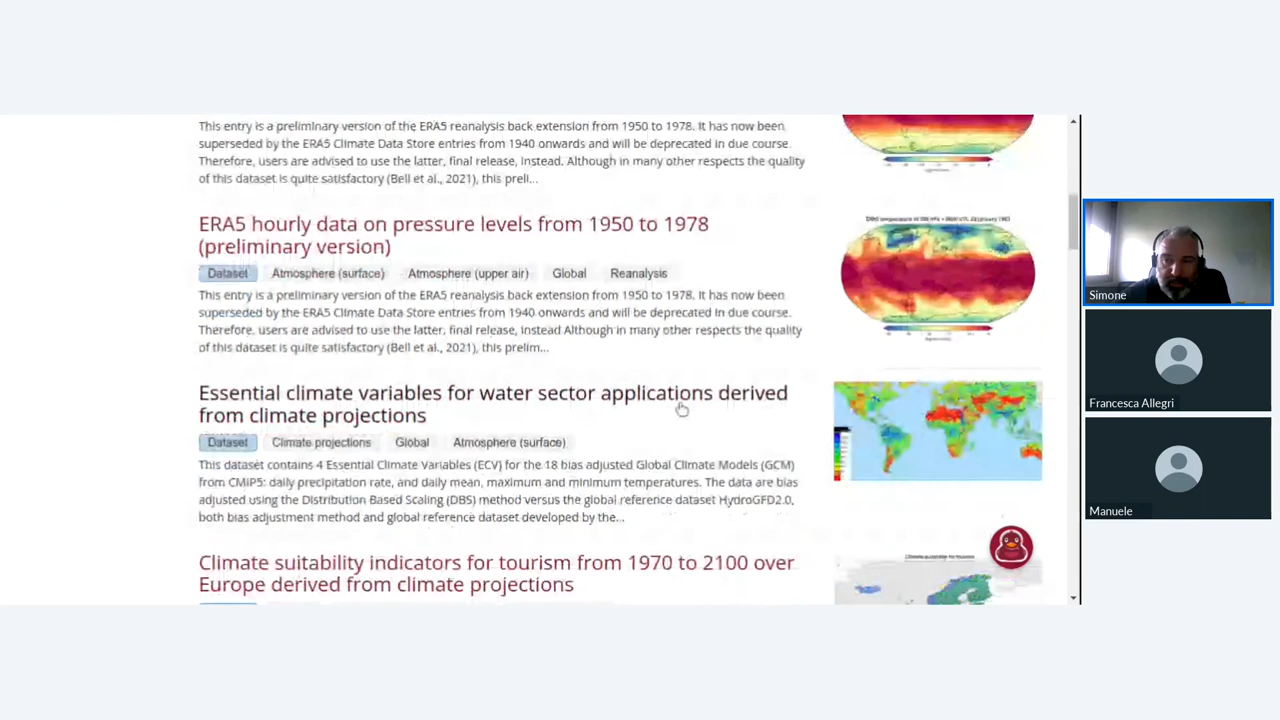 This entry is a preliminary version of the ERA5 reanalysis back extension from 1950 to 1978. It has now been
superseded by the ERA5 Climate Data Store entries from 1940 onwards and will be deprecated in due course.
Therefore, users are advised to use the latter, final release, instead. Although in many other respects the quality
of this dataset is quite satisfactory (Bell et al., 2021), this preli...
ERA5 hourly data on pressure levels from 1950 to 1978
(preliminary version)
Dataset Atmosphere (surface) Atmosphere (upper air) Global Reanalysis
This entry is a preliminary version of the ERA5 reanalysis back extension from 1950 to 1978. It has now been
superseded by the ERA5 Climate Data Store entries from 1940 onwards and will be deprecated in due course.
Therefore. users are advised to use the latter, final release, instead Although in many other respects the quality
of this dataset is quite satisfactory (Bell et al., 2021), this prelim...
Essential climate variables for water sector applications derived
from climate projections
Dataset Climate projections Global Atmosphere (surface)
This dataset contains 4 Essential Climate Variables (ECV) for the 18 bias adjusted Global Climate Models (GCM)
from CMIP5: daily precipitation rate, and daily mean, maximum and minimum temperatures. The data are bias
adjusted using the Distribution Based Scaling (DBS) method versus the global reference dataset HydroGFD2.0,
both bias adjustment method and global reference dataset developed by the...
Climate suitability indicators for tourism from 1970 to 2100 over
Europe derived from climate projections
Climate suitability for tourism
Simone
Francesca Allegri
Manuele